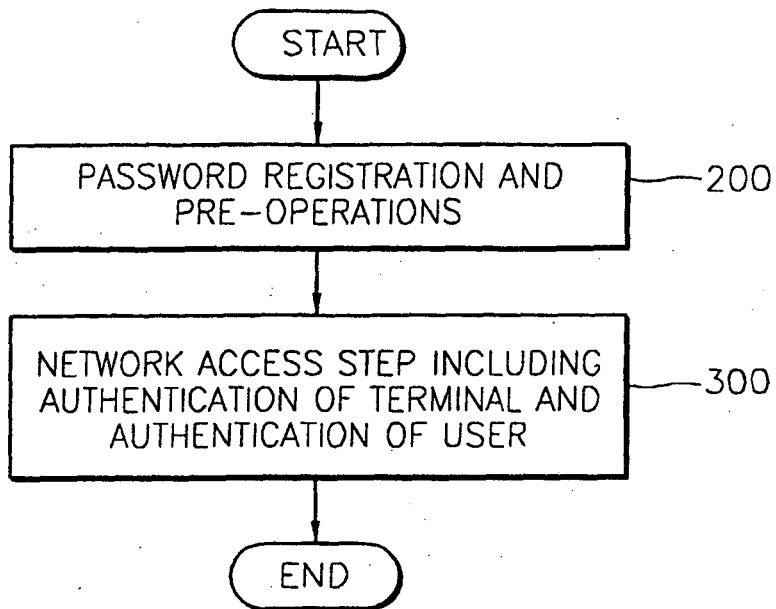 START
PASSWORD REGISTRATION AND
PRE-OPERATIONS
200
NETWORK ACCESS STEP INCLUDING
AUTHENTICATION OF TERMINAL AND
AUTHENTICATION OF USER
300
END